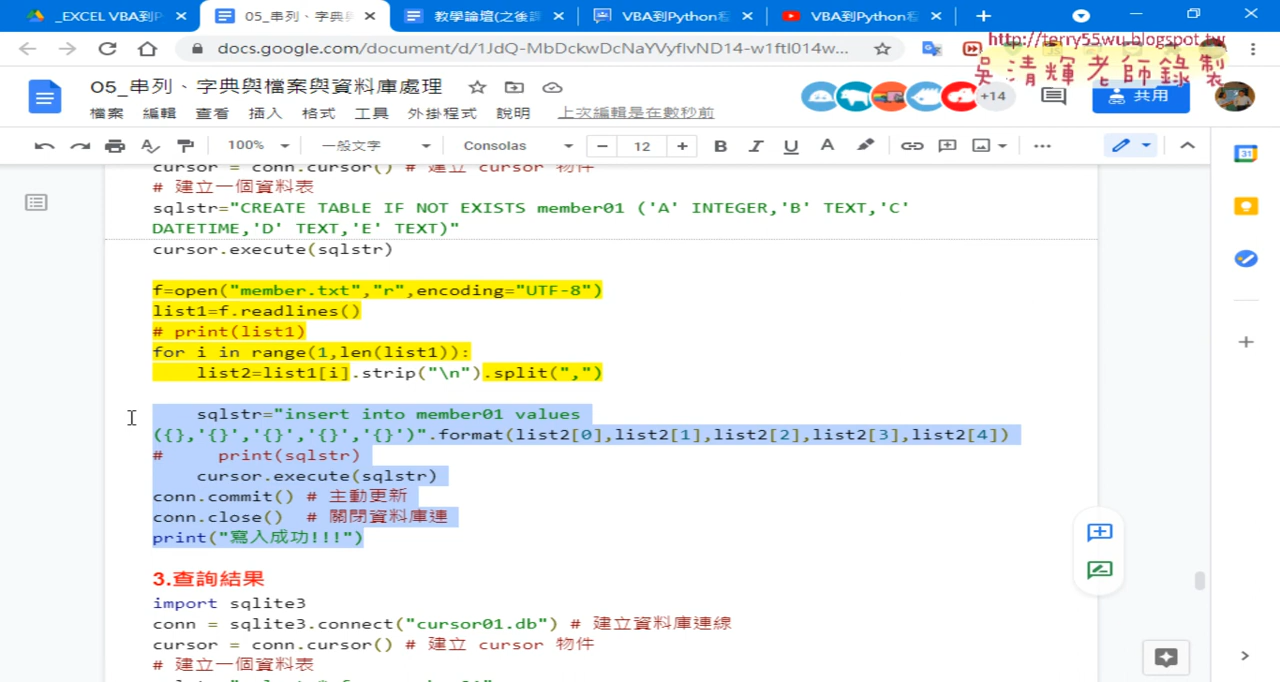 _EXCEL VBA到P
05_串列、字典與
教學論壇(之後課
VBA到Python程
VBA到Python程
docs.google.com/document/d/1JdQ-MbDckwDcNaYVyflvND14-w1ftl014w...
http://terry55wu.blogspot.tw
吳清輝老師錄製
05_串列、字典與檔案與資料庫處理
+14
共用
檔案 編輯 查看 插入 格式 工具 外掛程式 說明 上次編輯是在數秒前
100% 一般文字 Consolas 12 B I U A
31
cursor = conn.cursor() # 建立 cursor 物件
# 建立一個資料表
sqlstr="CREATE TABLE IF NOT EXISTS member01 ('A' INTEGER,'B' TEXT,'C'
DATETIME,'D' TEXT,'E' TEXT)"
cursor.execute(sqlstr)
f=open("member.txt","r",encoding="UTF-8")
list1=f.readlines()
# print(list1)
for i in range(1,len(list1)):
list2=list1[i].strip("\n").split(",")
sqlstr="insert into member01 values
({},'{}','{}','{}','{}')".format(list2[0],list2[1],list2[2],list2[3],list2[4])
# print(sqlstr)
cursor.execute(sqlstr)
conn.commit() # 主動更新
conn.close() # 關閉資料庫連
print("寫入成功!!!")
3.查詢結果
import sqlite3
conn = sqlite3.connect("cursor01.db") # 建立資料庫連線
cursor = conn.cursor() # 建立 cursor 物件
# 建立一個資料表